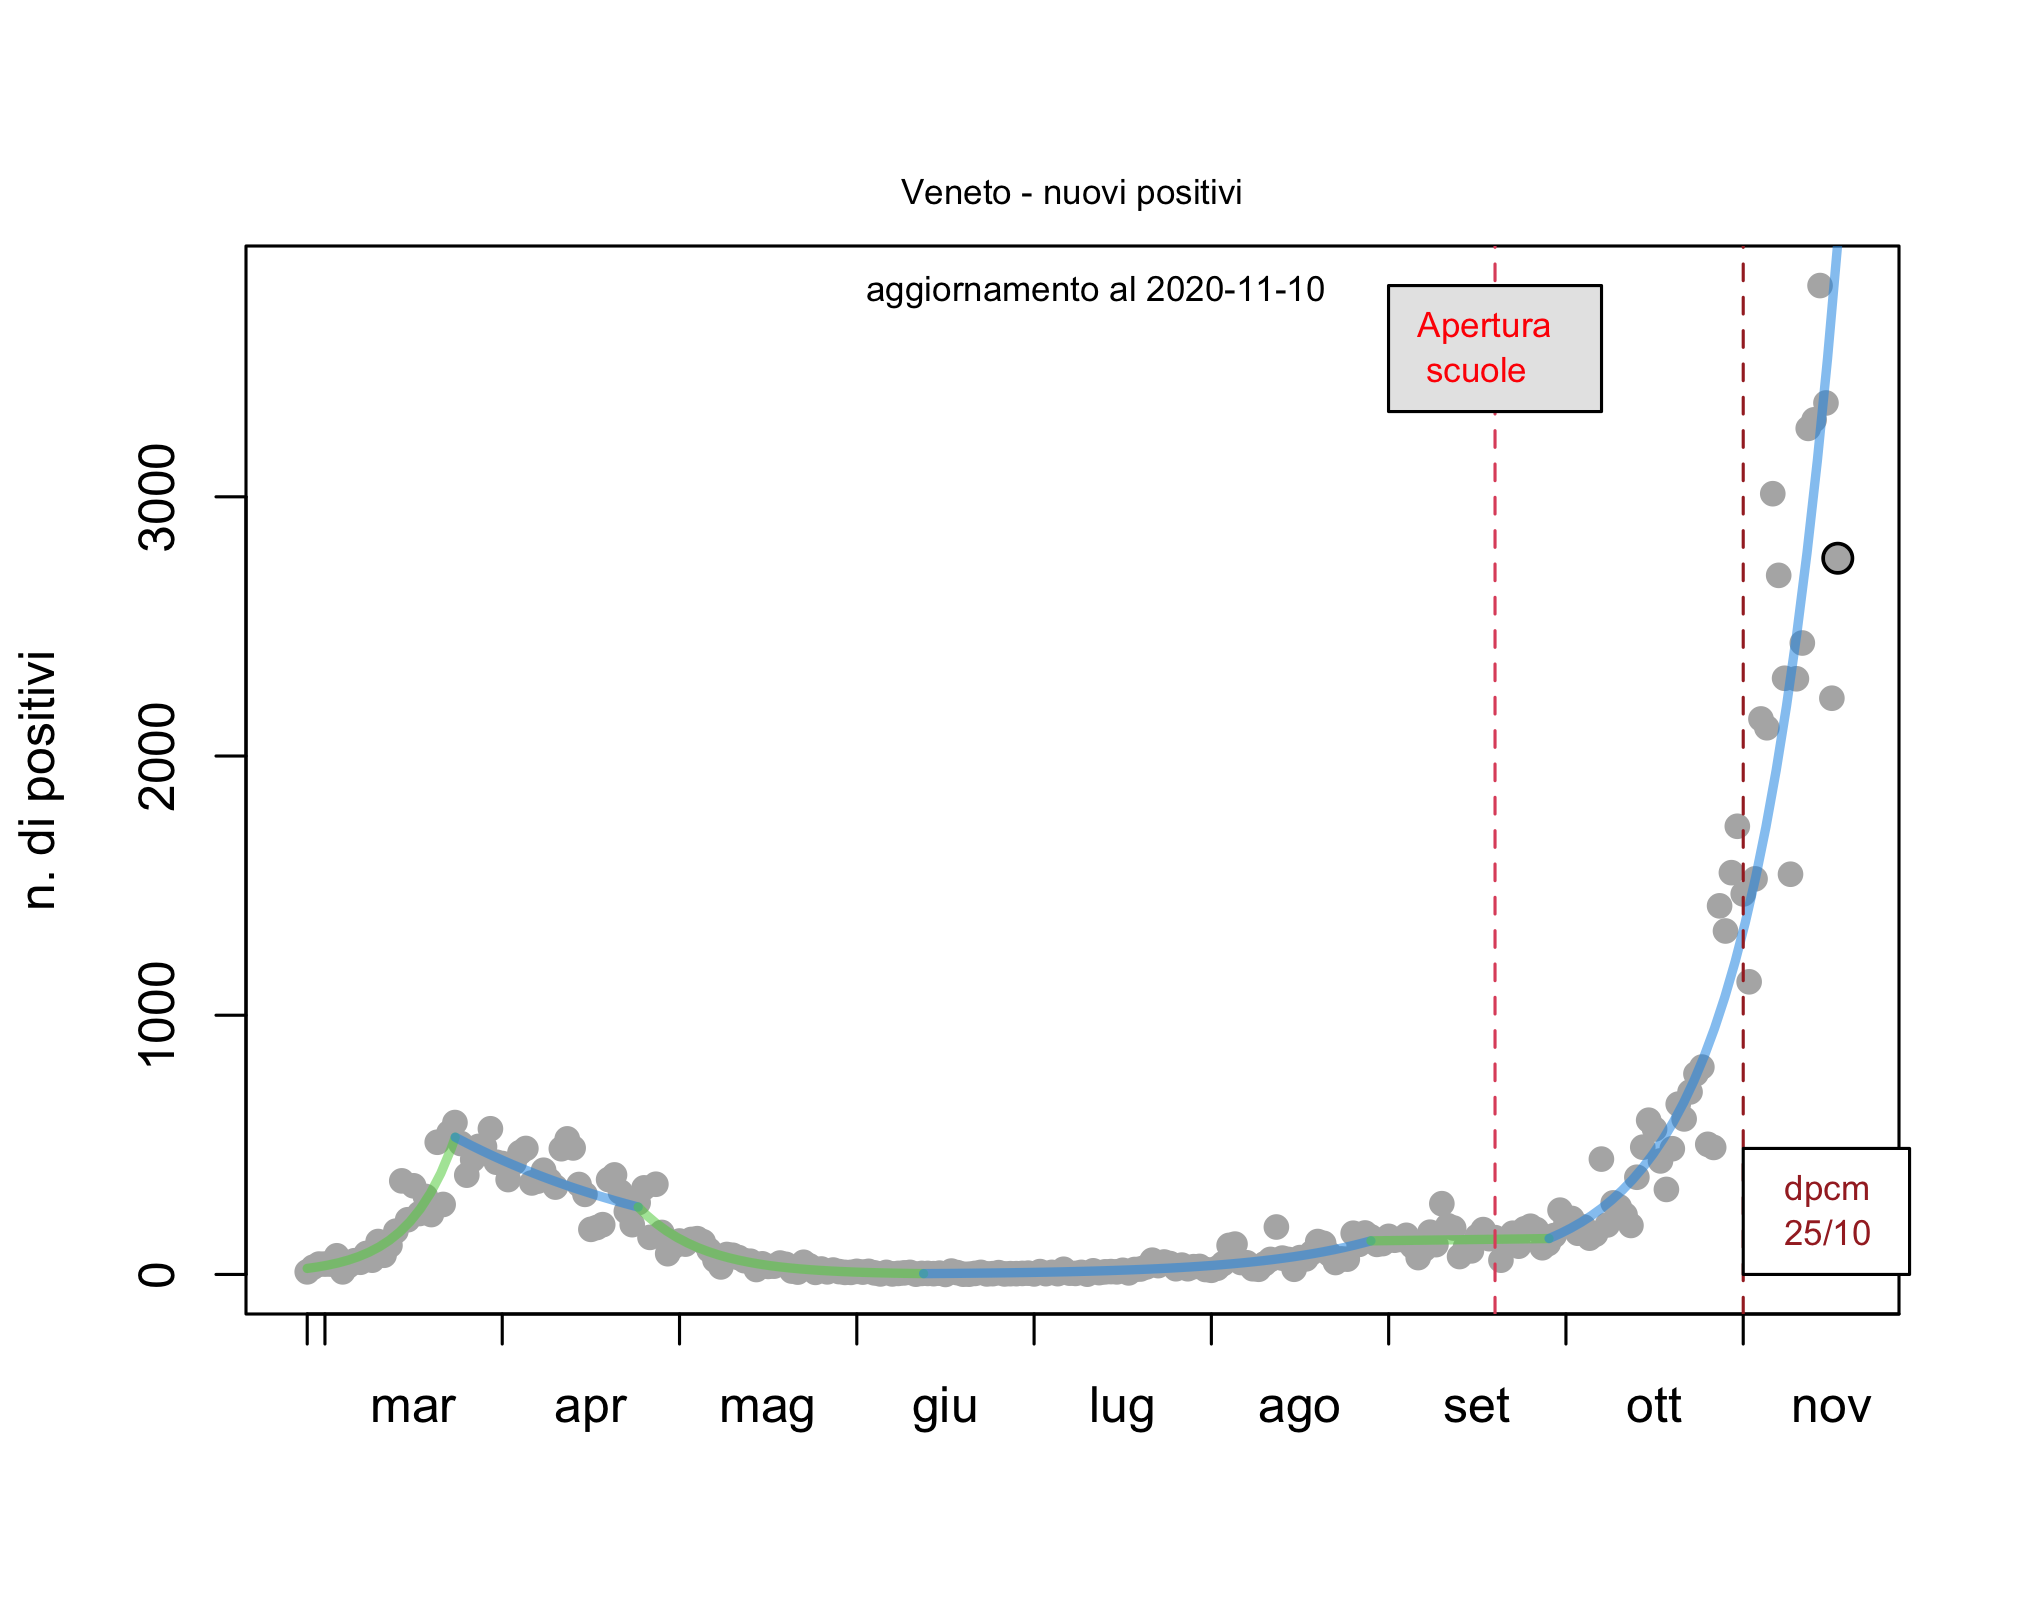 Veneto - nuovi positivi
aggiornamento al 2020-11-10
Apertura
scuole
n. di positivi
3000
2000
1000
0
dpcm
25/10
mar apr mag giu lug ago set ott nov